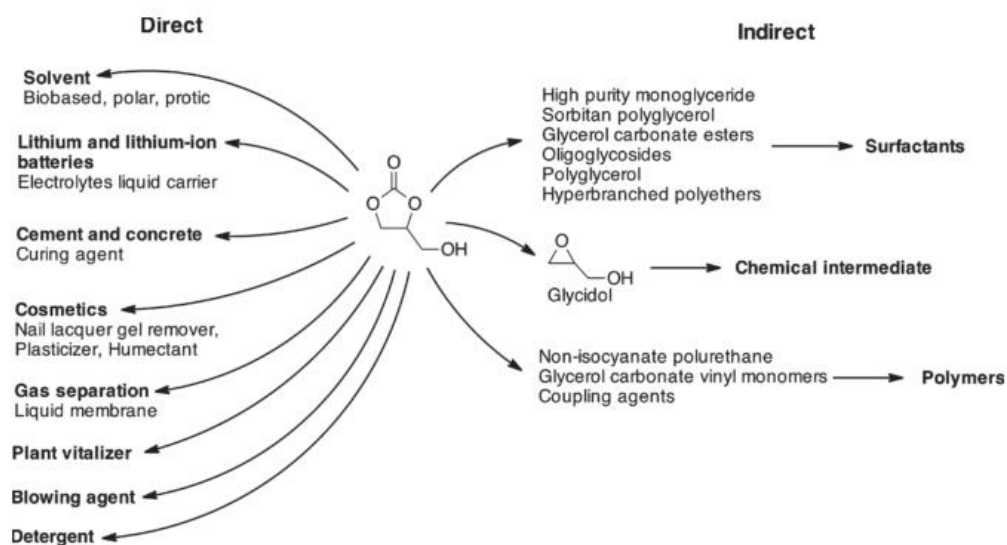 Direct
Solvent
Biobased, polar, protic
Lithium and lithium-ion
batteries
Electrolytes liquid carrier
Cement and concrete
Curing agent
Cosmetics
Nail lacquer gel remover,
Plasticizer, Humectant
Gas separation
Liquid membrane
Plant vitalizer
Blowing agent
Detergent
O
O
O
OH
Indirect
High purity monoglyceride
Sorbitan polyglycerol
Glycerol carbonate esters
Oligoglycosides
Polyglycerol
Hyperbranched polyethers
Surfactants
O
OH
Glycidol
Chemical intermediate
Non-isocyanate polurethane
Glycerol carbonate vinyl monomers
Coupling agents
Polymers